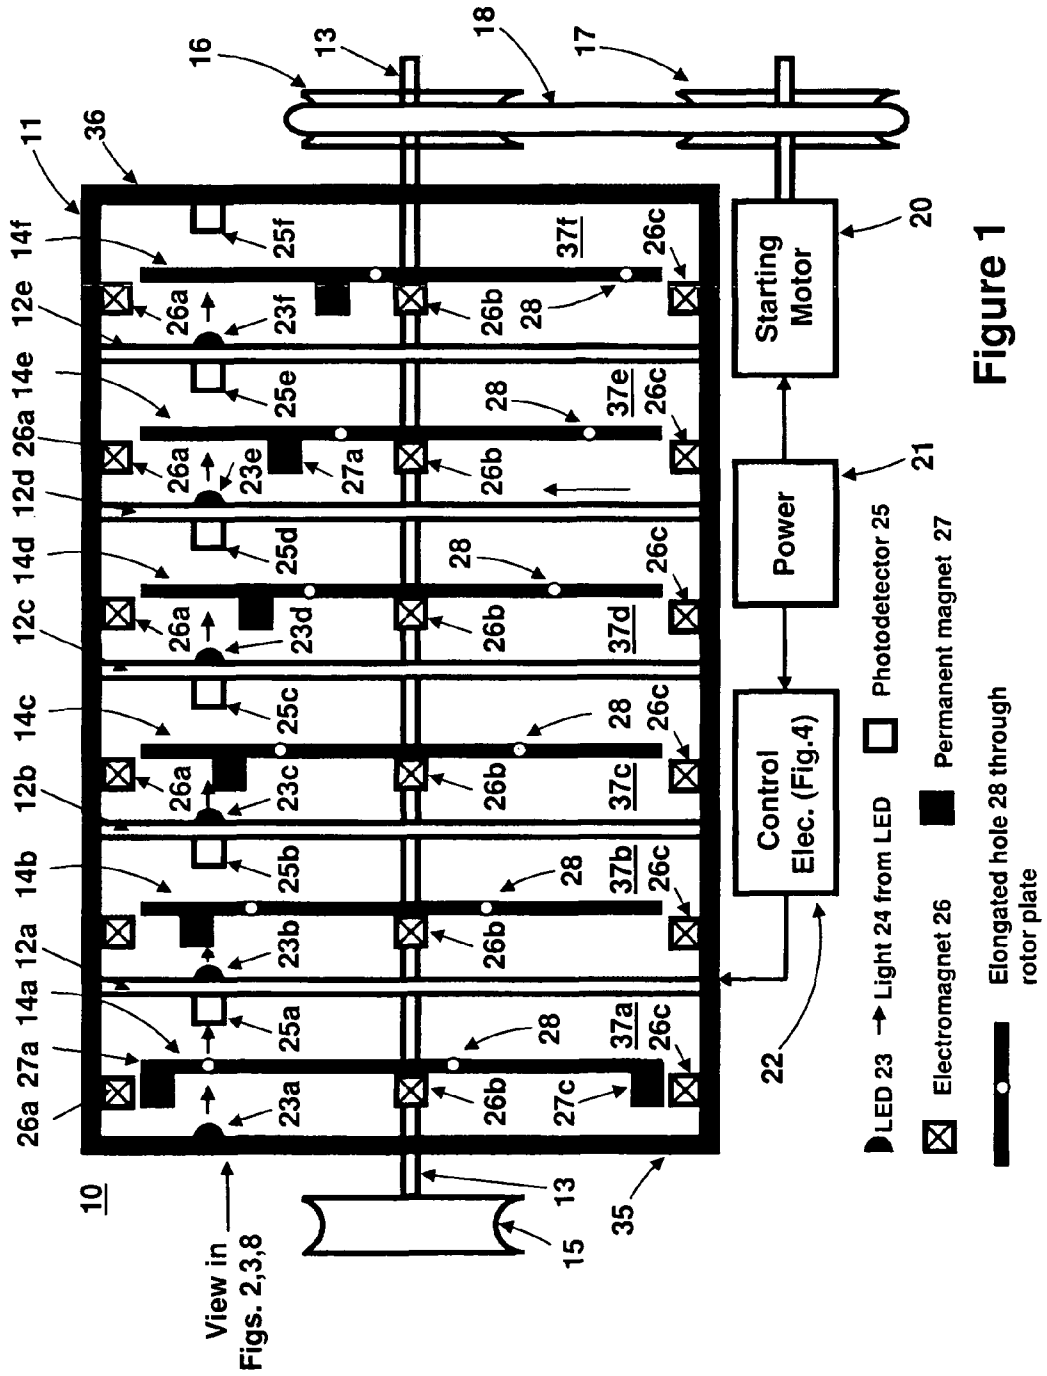 26a 27a 14a 12a 14b 12b 14c 12c 14d 12d 26a 14e 12e 14f 11
36 16 13 18 17
10
26a 26a 26a 26a
View in
Figs. 2,3,8
23a 25a 23b 25b 23c 25c 23d 25d 23e 25e 23f 25f
27a
28 28 28 28 28 28
26b 26b 26b 26b 26b 26b
13
15
27c
37a 37b 37c 37d 37e 37f
26c 26c 26c 26c 26c 26c
35
Control
Elec. (Fig.4)
Power
Starting
Motor
22 21 20
LED 23
Light 24 from LED
Photodetector 25
Electromagnet 26
Permanent magnet 27
Elongated hole 28 through
rotor plate
Figure 1